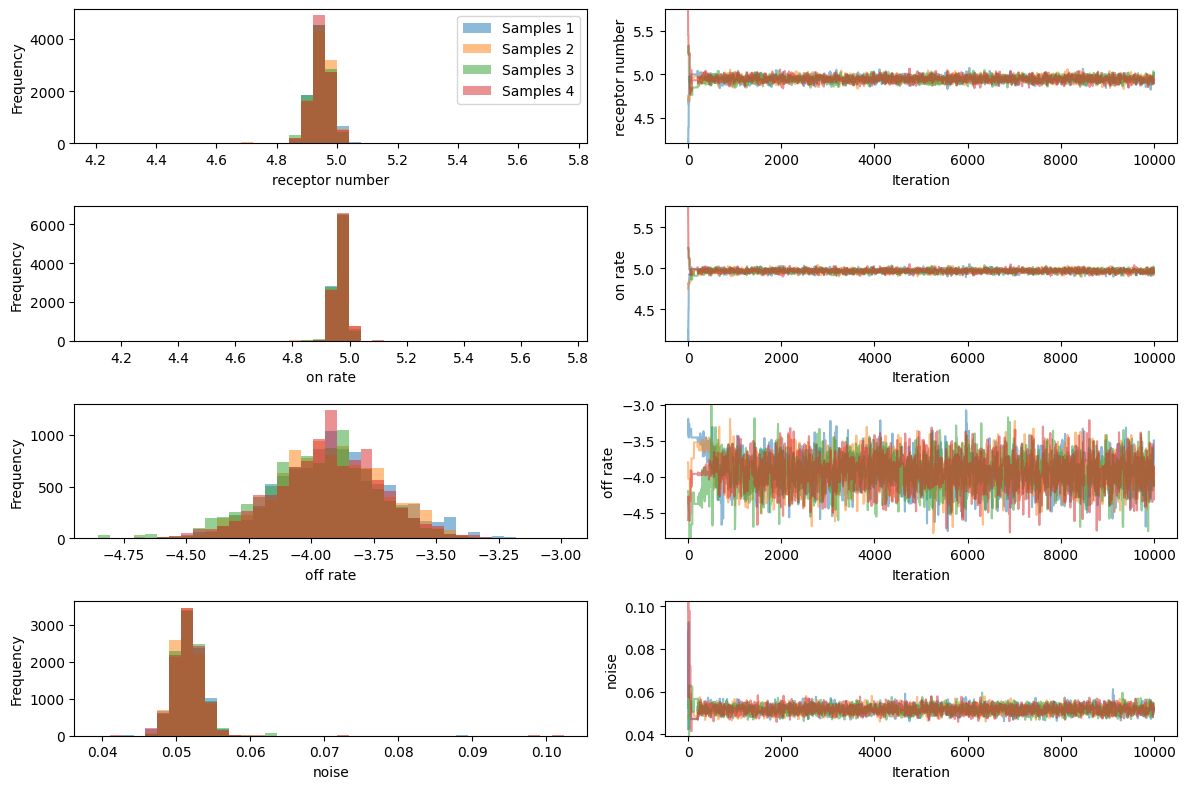 Frequency
4000
2000
0
4.2 4.4 4.6 4.8 5.0 5.2 5.4 5.6 5.8
receptor number
Samples 1
Samples 2
Samples 3
Samples 4
receptor number
5.5
5.0
4.5
0 2000 4000 6000 8000 10000
Iteration
Frequency
6000
4000
2000
0
4.2 4.4 4.6 4.8 5.0 5.2 5.4 5.6 5.8
on rate
on rate
5.5
5.0
4.5
0 2000 4000 6000 8000 10000
Iteration
Frequency
1000
500
0
−4.75 −4.50 −4.25 −4.00 −3.75 −3.50 −3.25 −3.00
off rate
off rate
−3.0
−3.5
−4.0
−4.5
0 2000 4000 6000 8000 10000
Iteration
Frequency
3000
2000
1000
0
0.04 0.05 0.06 0.07 0.08 0.09 0.10
noise
noise
0.10
0.08
0.06
0.04
0 2000 4000 6000 8000 10000
Iteration